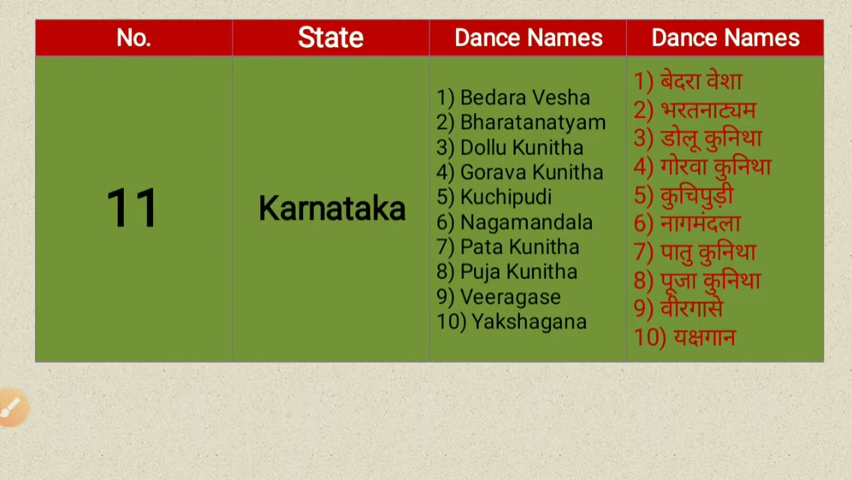 No.
State
Dance Names
Dance Names
11
Karnataka
1) Bedara Vesha
2) Bharatanatyam
3) Dollu Kunitha
4) Gorava Kunitha
5) Kuchipudi
6) Nagamandala
7) Pata Kunitha
8) Puja Kunitha
9) Veeragase
10) Yakshagana
1) बेदरा वेशा
2) भरतनाट्यम
3) डोलू कुनिथा
4) गोरवा कुनिथा
5) कुचिपुड़ी
6) नागमंदला
7) पातु कुनिथा
8) पूजा कुनिथा
9) वीरगासे
10) यक्षगान